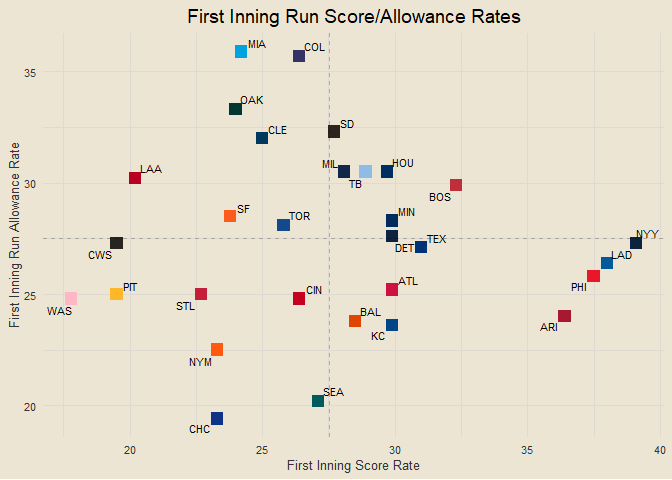 First Inning Run Score/Allowance Rates
First Inning Run Allowance Rate
35
30
25
20
MIA
COL
OAK
CLE
SD
LAA
MIL
TB
HOU
BOS
SF
TOR
MIN
DET
TEX
NYY
CWS
LAD
PHI
WAS
PIT
STL
CIN
ATL
BAL
KC
ARI
NYM
SEA
CHC
20
25
30
35
40
First Inning Score Rate